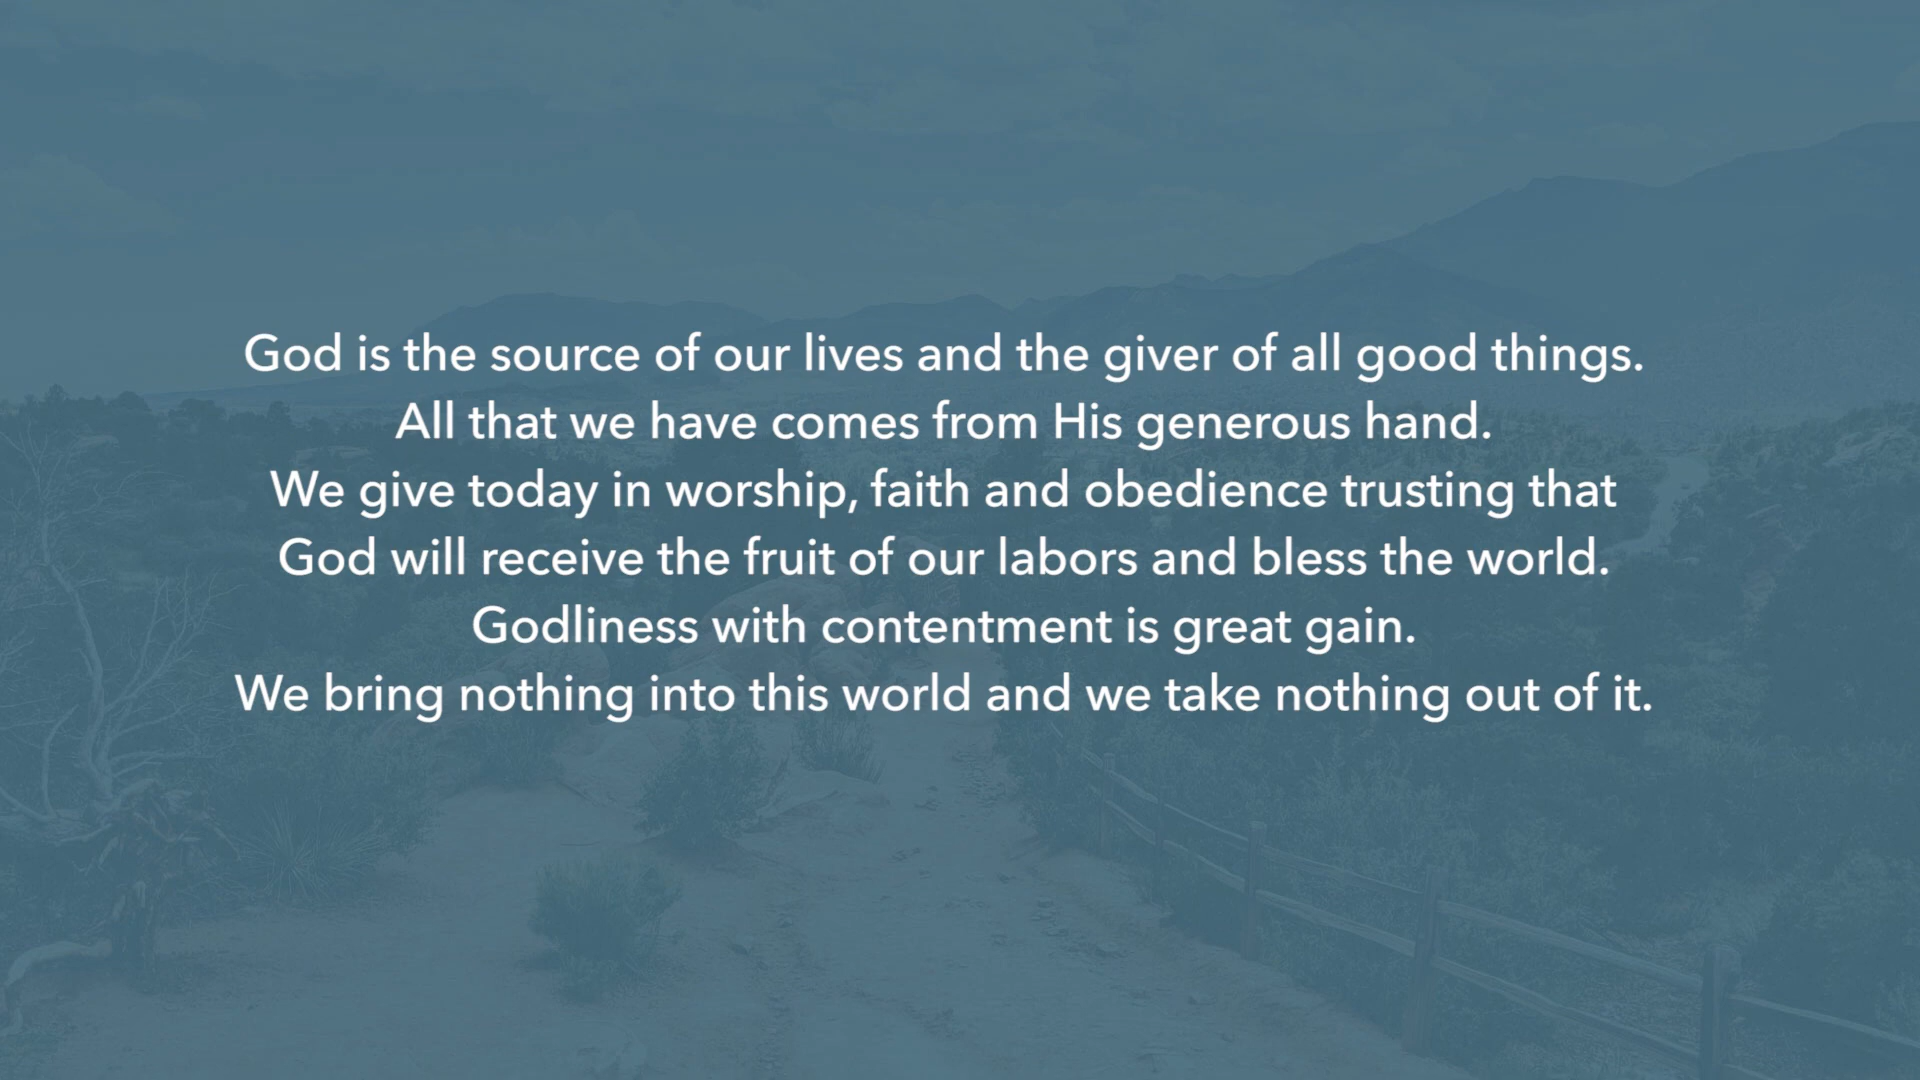 God is the source of our lives and the giver of all good things.
All that we have comes from His generous hand.
We give today in worship, faith and obedience trusting that
God will receive the fruit of our labors and bless the world.
Godliness with contentment is great gain.
We bring nothing into this world and we take nothing out of it.